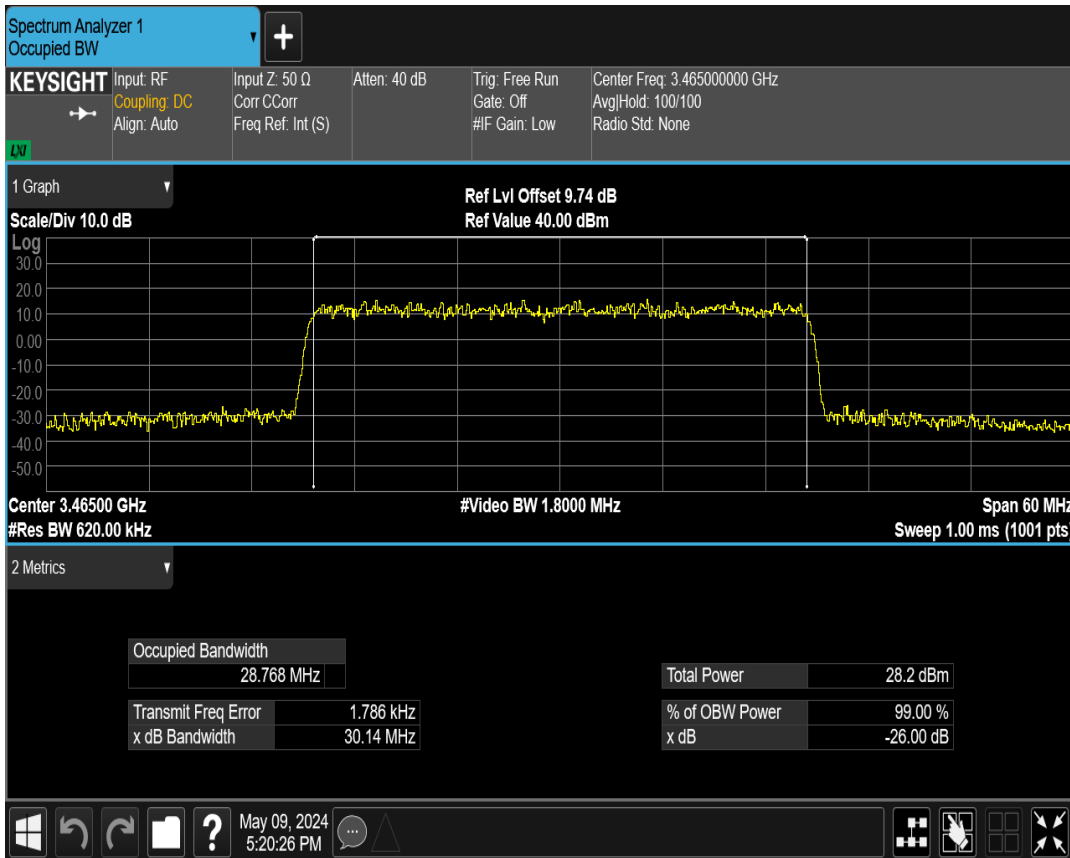 Spectrum Analyzer 1
Occupied BW
+
KEYSIGHT
LXI
Input: RF
Coupling: DC
Align: Auto
Input Z: 50 Ω
Corr CCorr
Freq Ref: Int (S)
Atten: 40 dB
Trig: Free Run
Gate: Off
#IF Gain: Low
Center Freq: 3.465000000 GHz
Avg|Hold: 100/100
Radio Std: None
1 Graph
Ref Lvl Offset 9.74 dB
Scale/Div 10.0 dB
Ref Value 40.00 dBm
Log
30.0
20.0
10.0
0.00
-10.0
-20.0
-30.0
-40.0
-50.0
Center 3.46500 GHz
#Video BW 1.8000 MHz
Span 60 MHz
#Res BW 620.00 kHz
Sweep 1.00 ms (1001 pts)
2 Metrics
Occupied Bandwidth
28.768 MHz
Total Power 28.2 dBm
Transmit Freq Error 1.786 kHz
% of OBW Power 99.00 %
x dB Bandwidth 30.14 MHz
x dB -26.00 dB
?
May 09, 2024
5:20:26 PM